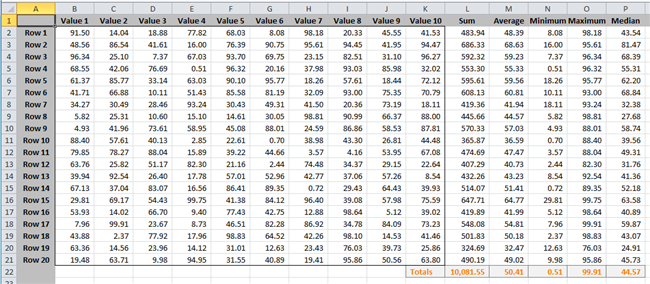 A B C D E F G H I J K L M N O P
1 Value 1 Value 2 Value 3 Value 4 Value 5 Value 6 Value 7 Value 8 Value 9 Value 10 Sum Average Minimum Maximum Median
2 Row 1 91.50 14.04 18.88 77.82 68.03 8.08 98.18 20.33 45.55 41.53 483.94 48.39 8.08 98.18 43.54
3 Row 2 48.56 86.54 41.61 16.00 76.39 90.75 95.61 94.45 41.95 94.47 686.33 68.63 16.00 95.61 81.47
4 Row 3 96.34 25.10 7.37 67.03 93.70 69.75 23.15 82.51 31.10 96.27 592.33 59.23 7.37 96.34 68.39
5 Row 4 68.55 42.06 76.69 0.51 96.32 20.16 37.98 93.03 85.98 32.02 553.30 55.33 0.51 96.32 55.31
6 Row 5 61.37 85.77 33.14 63.03 90.10 95.77 18.26 57.61 18.44 72.12 595.61 59.56 18.26 95.77 62.20
7 Row 6 41.71 66.88 10.11 51.43 85.58 81.19 32.09 93.00 75.35 70.79 608.13 60.81 10.11 93.00 68.84
8 Row 7 34.27 30.49 28.46 93.24 30.43 49.31 41.50 20.36 73.19 18.11 419.36 41.94 18.11 93.24 32.38
9 Row 8 5.82 25.31 10.60 15.10 14.61 30.05 98.81 90.99 66.37 88.00 445.66 44.57 5.82 98.81 27.68
10 Row 9 4.93 41.96 73.61 58.95 45.08 88.01 24.59 86.86 58.53 87.81 570.33 57.03 4.93 88.01 58.74
11 Row 10 88.40 57.61 40.13 2.85 22.61 0.70 38.98 43.30 26.81 44.48 365.87 36.59 0.70 88.40 39.56
12 Row 11 79.85 78.27 88.04 15.89 39.22 44.66 3.57 4.16 53.95 67.08 474.69 47.47 3.57 88.04 49.31
13 Row 12 63.76 25.82 51.17 82.30 21.16 2.44 74.48 34.37 29.15 22.64 407.29 40.73 2.44 82.30 31.76
14 Row 13 39.94 92.54 26.40 17.78 57.01 52.96 42.77 37.06 57.26 8.54 432.26 43.23 8.54 92.54 41.36
15 Row 14 67.13 37.04 83.07 16.56 86.41 89.35 0.72 29.43 64.43 39.93 514.07 51.41 0.72 89.35 52.18
16 Row 15 29.81 69.17 54.43 99.75 41.38 84.12 96.40 39.08 57.98 75.59 647.71 64.77 29.81 99.75 63.58
17 Row 16 53.93 14.02 66.70 9.40 77.43 42.75 12.88 98.64 5.12 39.02 419.88 41.99 5.12 98.64 40.89
18 Row 17 7.96 99.91 23.67 8.73 46.51 82.28 86.92 34.78 84.09 73.23 548.08 54.81 7.96 99.91 59.87
19 Row 18 43.88 2.37 77.92 17.96 98.83 64.52 42.26 98.10 14.53 41.46 501.83 50.18 2.37 98.83 43.07
20 Row 19 63.36 14.56 23.96 14.12 31.01 12.63 23.43 76.03 39.73 25.86 324.69 32.47 12.63 76.03 24.91
21 Row 20 19.48 63.71 9.98 94.95 31.55 40.89 19.41 95.86 50.56 63.80 490.19 49.02 9.98 95.86 45.73
22 Totals 10,081.55 50.41 0.51 99.91 44.57